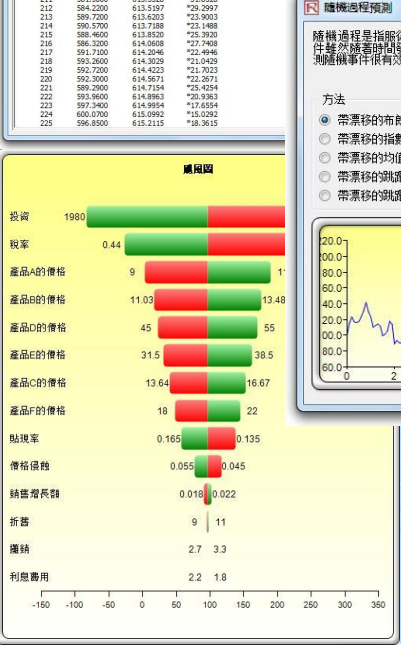 212 584.2200 613.5197 *29.2997
213 589.7200 613.6203 *23.9003
214 590.5700 613.7188 *23.1488
215 588.4600 613.8520 *25.3920
216 586.3200 614.0608 *27.7408
217 591.7100 614.2046 *22.4946
218 593.2600 614.3029 *21.0429
219 592.7200 614.4223 *21.7023
220 592.3000 614.5671 *22.2671
221 589.2900 614.7154 *25.4254
222 593.9600 614.8963 *20.9363
223 597.3400 614.9954 *17.6554
224 600.0700 615.0992 *15.0292
225 596.8500 615.2115 *18.3615
隨機過程預測
隨機過程是指服從
件雖然隨著時間變
測隨機事件很有效
方法
帶漂移的布朗
帶漂移的指數
帶漂移的均值
帶漂移的跳躍
帶漂移的跳躍
20.0
00.0
80.0
60.0
40.0
20.0
00.0
80.0
60.0
0 2
颶風圖
投資 1980
稅率 0.44
產品A的價格 9
產品B的價格 11.03 13.48
產品D的價格 45 55
產品E的價格 31.5 38.5
產品C的價格 13.64 16.67
產品F的價格 18 22
貼現率 0.165 0.135
價格侵蝕 0.055 0.045
銷售增長額 0.018 0.022
折舊 9 11
攤銷 2.7 3.3
利息費用 2.2 1.8
-150 -100 -50 0 50 100 150 200 250 300 350